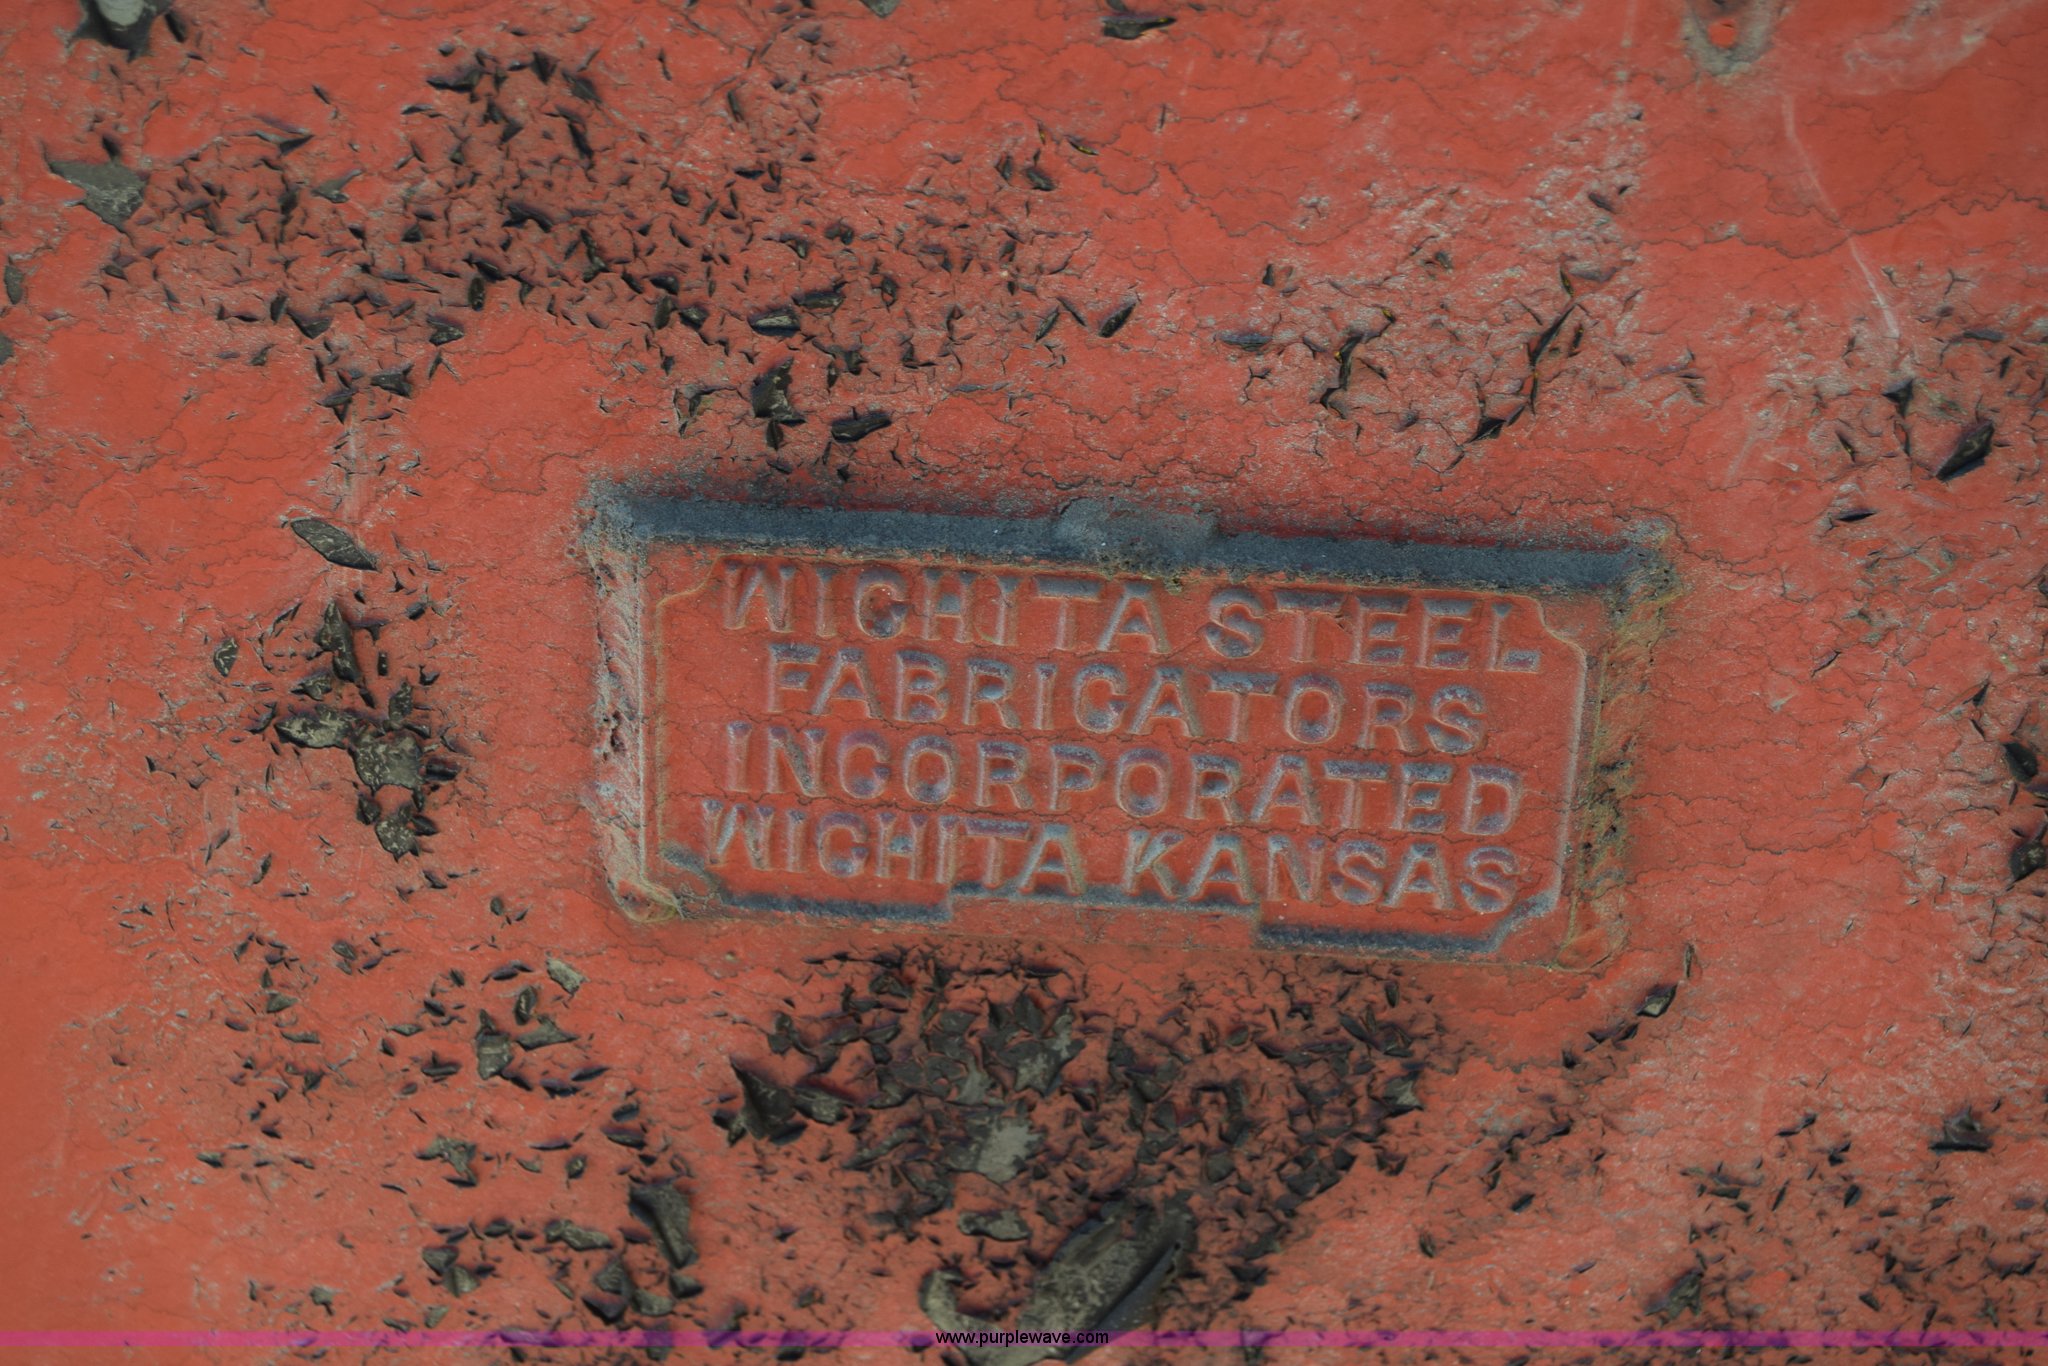 WICHITA STEEL
FABRICATORS
INCORPORATED
WICHITA KANSAS
www.purplewave.com